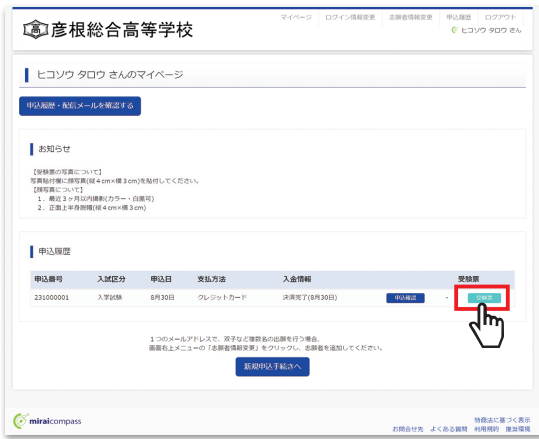 マイページ ログイン情報変更 志願者情報変更 申込履歴 ログアウト
高 彦根総合高等学校
ヒコソウ タロウ さん
ヒコソウ タロウ さんのマイページ
申込履歴・配信メールを確認する
お知らせ
【受験票の写真について】
写真貼付欄に顔写真(縦4cm×横3cm)を貼付してください。
【顔写真について】
1．最近3ヶ月以内撮影(カラー・白黒可)
2．正面上半身脱帽(縦4cm×横3cm)
申込履歴
申込番号 入試区分 申込日 支払方法 入金情報 受験票
231000001 入学試験 8月30日 クレジットカード 決済完了(8月30日) 申込確認 - 受験票
1つのメールアドレスで、双子など複数名の出願を行う場合、
画面右上メニューの「志願者情報変更」をクリックし、志願者を追加してください。
新規申込手続きへ
miraicompass
特商法に基づく表示
お問合せ先 よくある質問 利用規約 推奨環境